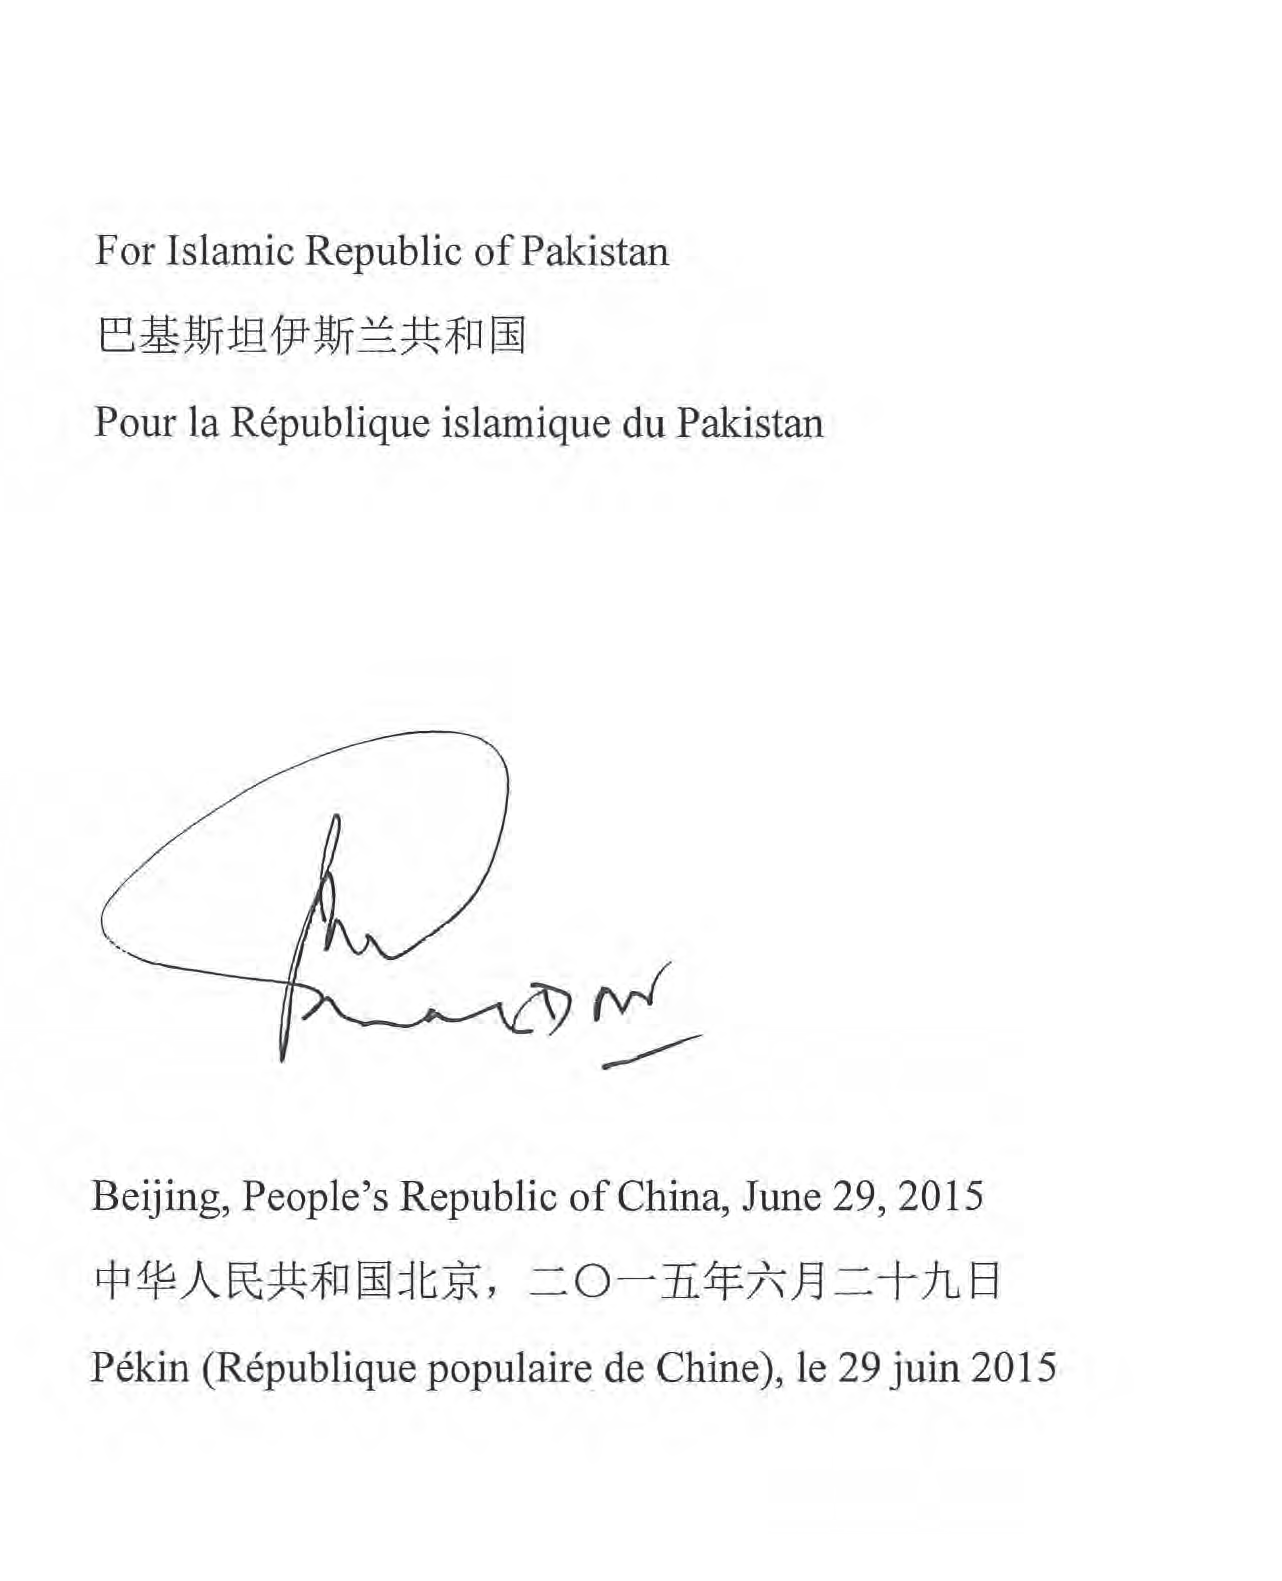 For Islamic Republic of Pakistan
巴基斯坦伊斯兰共和国
Pour la République islamique du Pakistan
Beijing, People’s Republic of China, June 29, 2015
中华人民共和国北京，二〇一五年六月二十九日
Pékin (République populaire de Chine), le 29 juin 2015